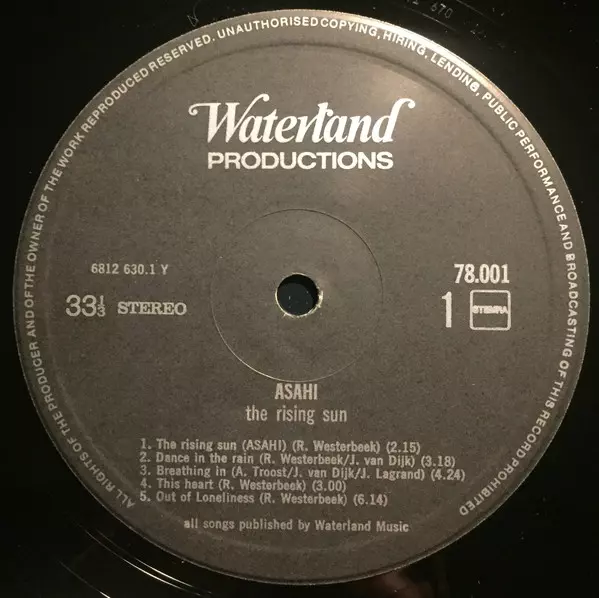 ALL RIGHTS OF THE PRODUCER AND OF THE OWNER OF THE WORK REPRODUCED RESERVED. UNAUTHORISED COPYING, HIRING, LENDING, PUBLIC PERFORMANCE AND BROADCASTING OF THIS RECORD PROHIBITED
Waterland
PRODUCTIONS
6812 630.1 Y
78.001
33⅓ STEREO
1 STEMRA
ASAHI
the rising sun
1. The rising sun (ASAHI) (R. Westerbeek) (2.15)
2. Dance in the rain (R. Westerbeek/J. van Dijk) (3.18)
3. Breathing in (A. Troost/J. van Dijk/J. Lagrand) (4.24)
4. This heart (R. Westerbeek) (3.00)
5. Out of Loneliness (R. Westerbeek) (6.14)
all songs published by Waterland Music